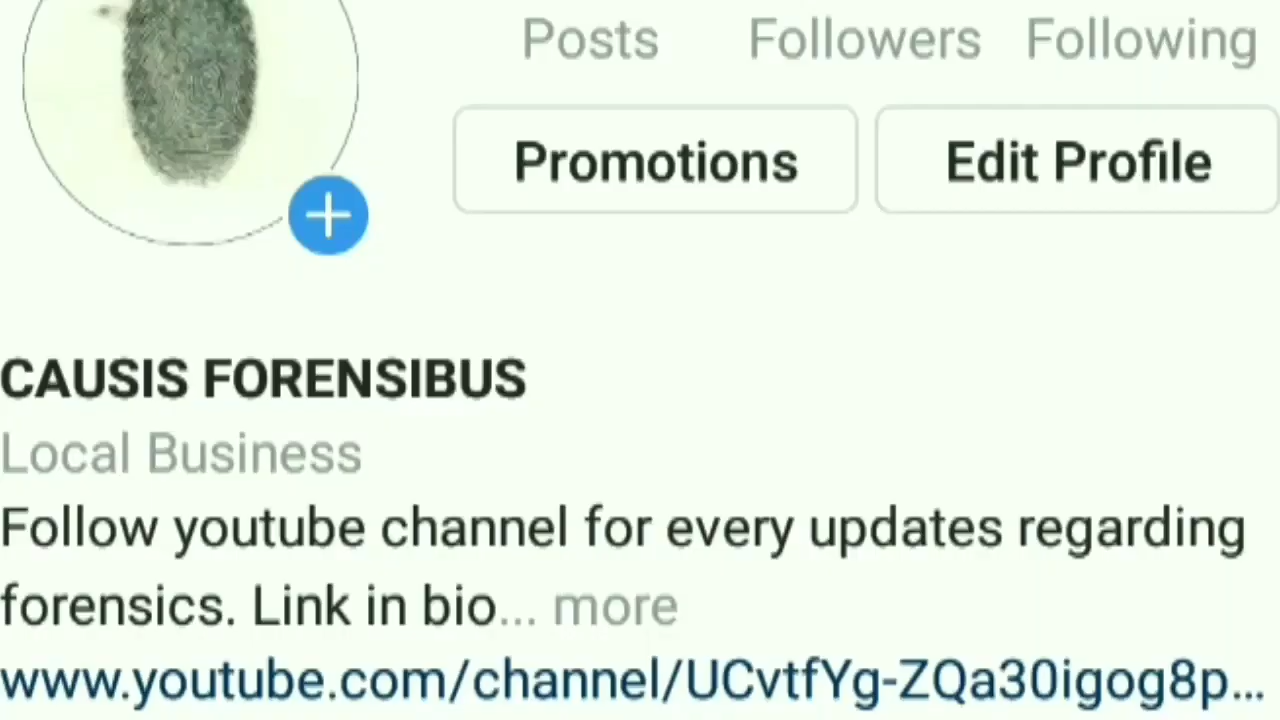 Posts Followers Following
Promotions Edit Profile
CAUSIS FORENSIBUS
Local Business
Follow youtube channel for every updates regarding
forensics. Link in bio... more
www.youtube.com/channel/UCvtfYg-ZQa30igog8p...